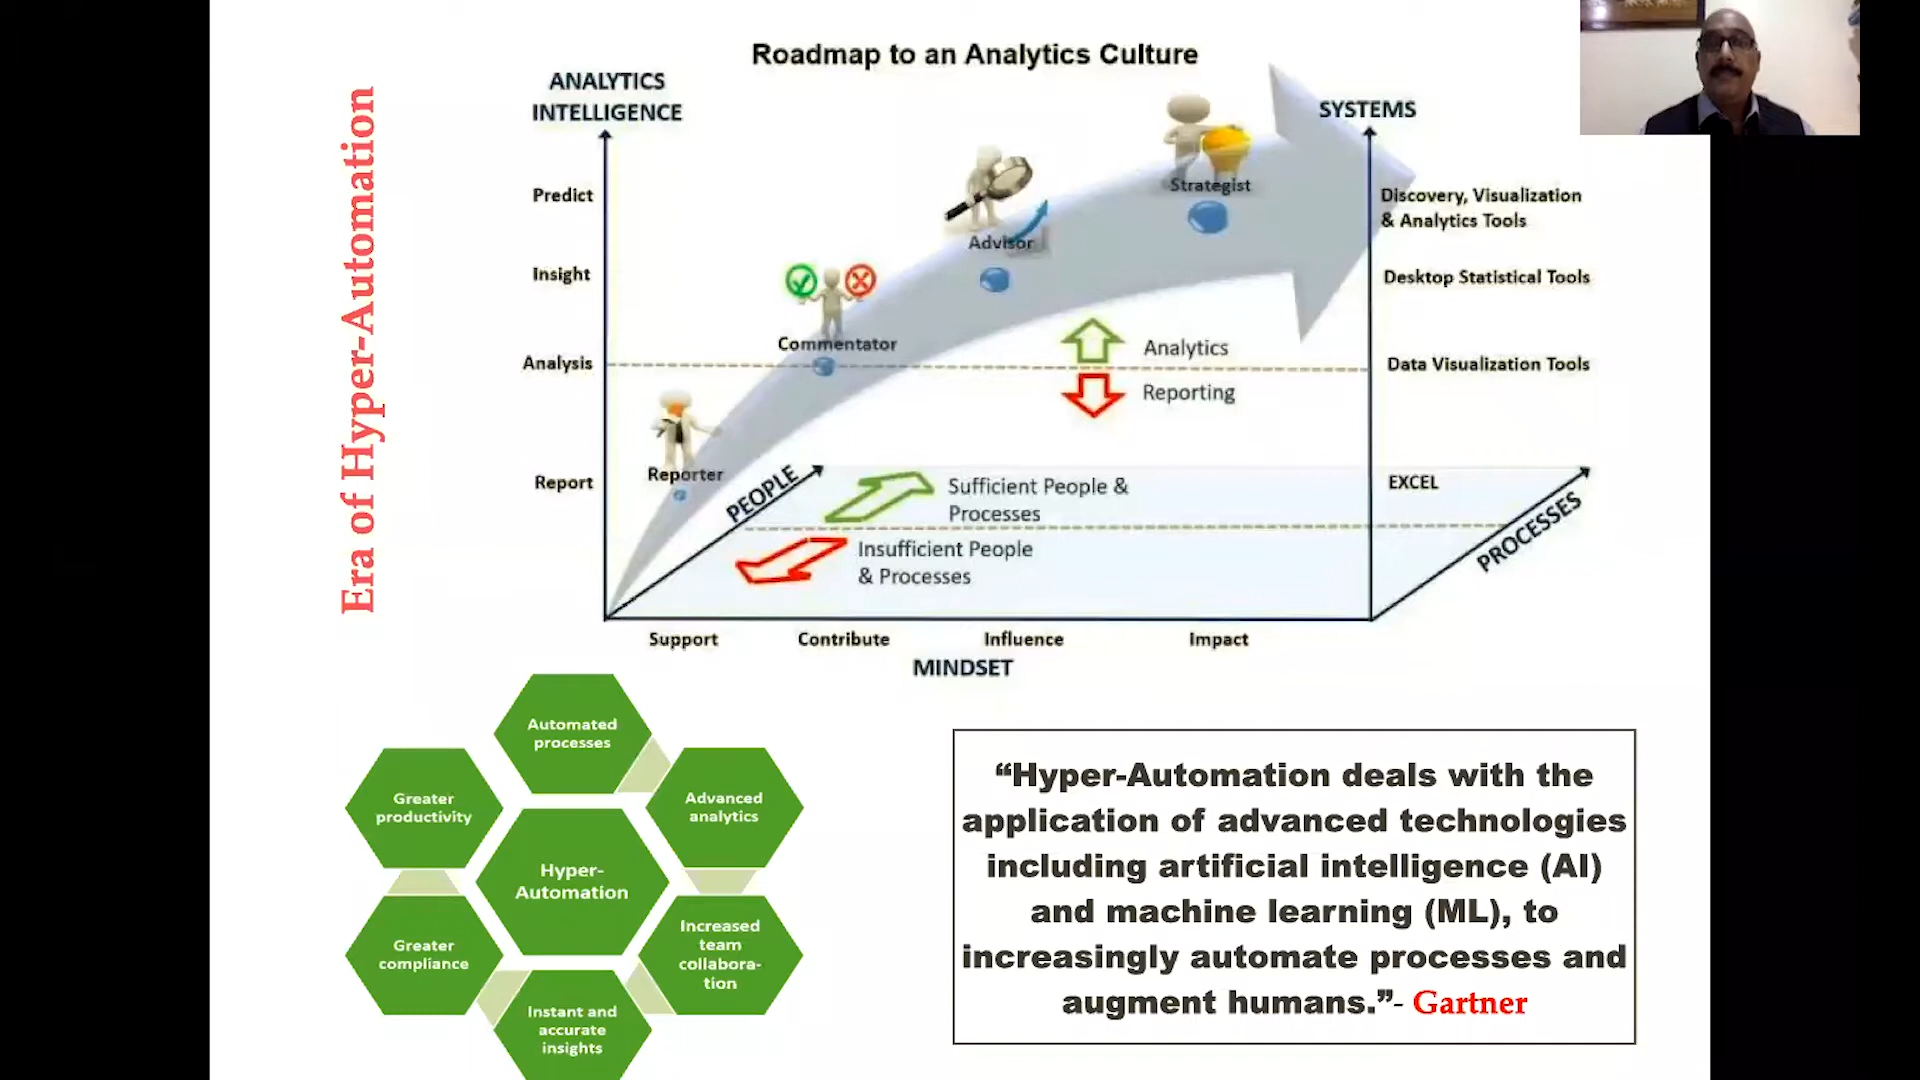 Era of Hyper-Automation
Roadmap to an Analytics Culture
ANALYTICS
INTELLIGENCE
SYSTEMS
Predict
Insight
Analysis
Report
Strategist
Advisor
Commentator
Reporter
Discovery, Visualization
& Analytics Tools
Desktop Statistical Tools
Data Visualization Tools
EXCEL
Analytics
Reporting
PEOPLE
Sufficient People &
Processes
Insufficient People
& Processes
PROCESSES
Support
Contribute
Influence
Impact
MINDSET
Automated
processes
Greater
productivity
Advanced
analytics
Hyper-
Automation
Greater
compliance
Increased
team
collabora-
tion
Instant and
accurate
insights
“Hyper-Automation deals with the
application of advanced technologies
including artificial intelligence (AI)
and machine learning (ML), to
increasingly automate processes and
augment humans.”- Gartner